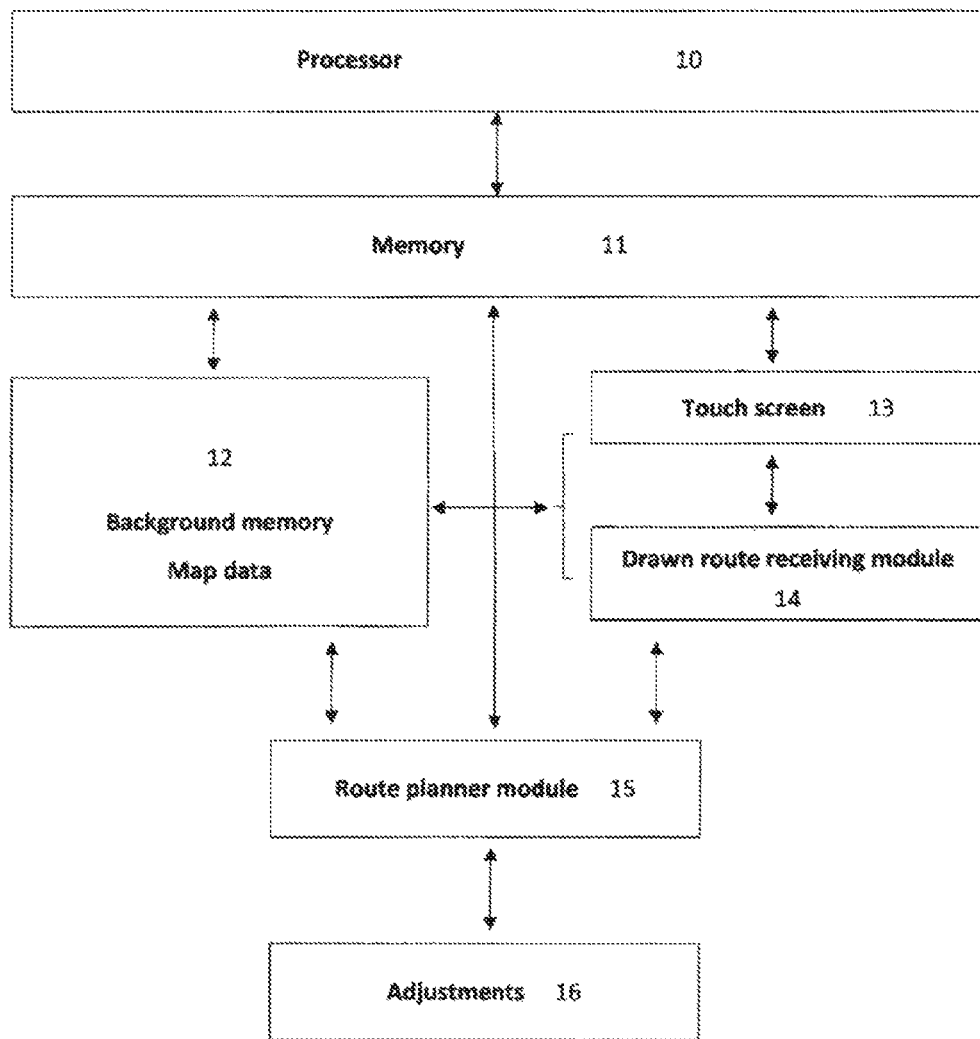 Processor 10
Memory 11
Touch screen 13
12
Background memory
Map data
Drawn route receiving module
14
Route planner module 15
Adjustments 16